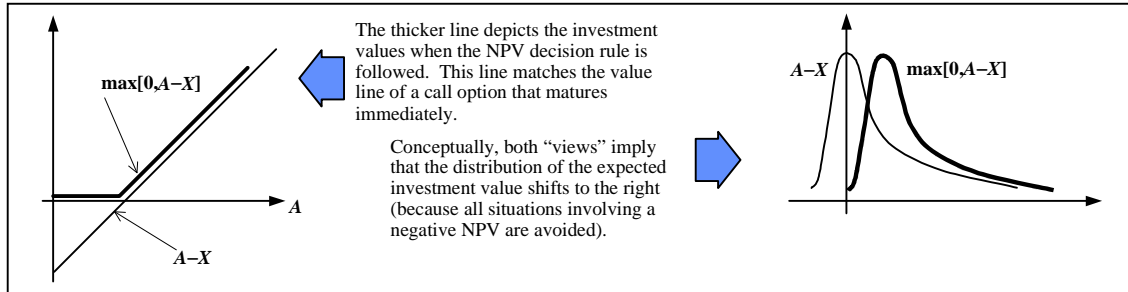 max[0,A−X]
A
A−X
The thicker line depicts the investment
values when the NPV decision rule is
followed. This line matches the value
line of a call option that matures
immediately.
Conceptually, both “views” imply
that the distribution of the expected
investment value shifts to the right
(because all situations involving a
negative NPV are avoided).
A−X
max[0,A−X]